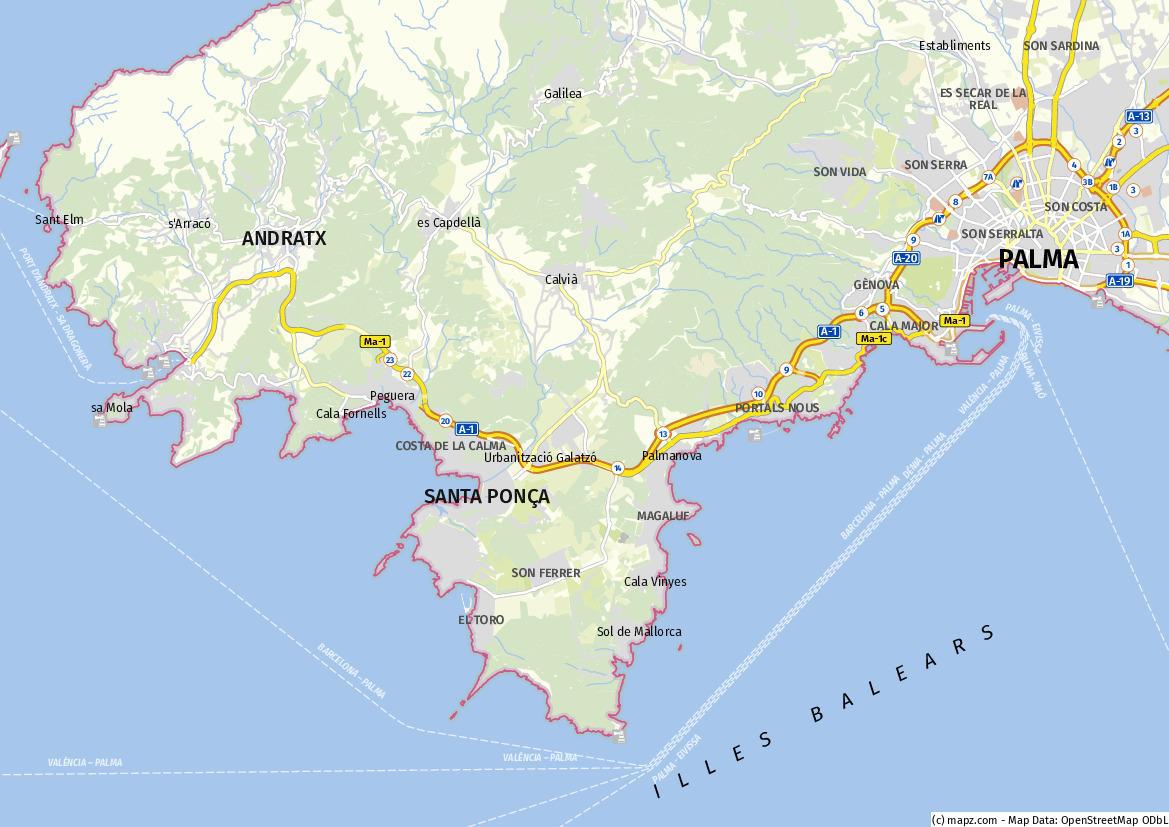 Establiments
SON SARDINA
Galilea
ES SECAR DE LA
REAL
A-13
3
2
4
SON VIDA
SON SERRA
7A
3B
1B
3
8
SON COSTA
Sant Elm
s'Arracó
es Capdellà
ANDRATX
9
SON SERRALTA
1A
3
A-20
PALMA
1
Calvià
A-19
GÈNOVA
PORT D'ANDRATX - SA DRAGONERA
6
5
PALMA - EIVISSA
CALA MAJOR
Ma-1
A-1
Ma-1c
Ma-1
23
22
9
PALMA - MAÓ
VALÈNCIA - PALMA
Peguera
10
sa Mola
Cala Fornells
PORTALS NOUS
20
A-1
13
COSTA DE LA CALMA
Urbanització Galatzó
Palmanova
14
BARCELONA - PALMA
DÉNIA - PALMA
SANTA PONÇA
MAGALUF
SON FERRER
Cala Vinyes
EL TORO
Sol de Mallorca
BARCELONA – PALMA
ILLES BALEARS
VALÈNCIA – PALMA
VALÈNCIA – PALMA
PALMA - EIVISSA
(c) mapz.com - Map Data: OpenStreetMap ODbL